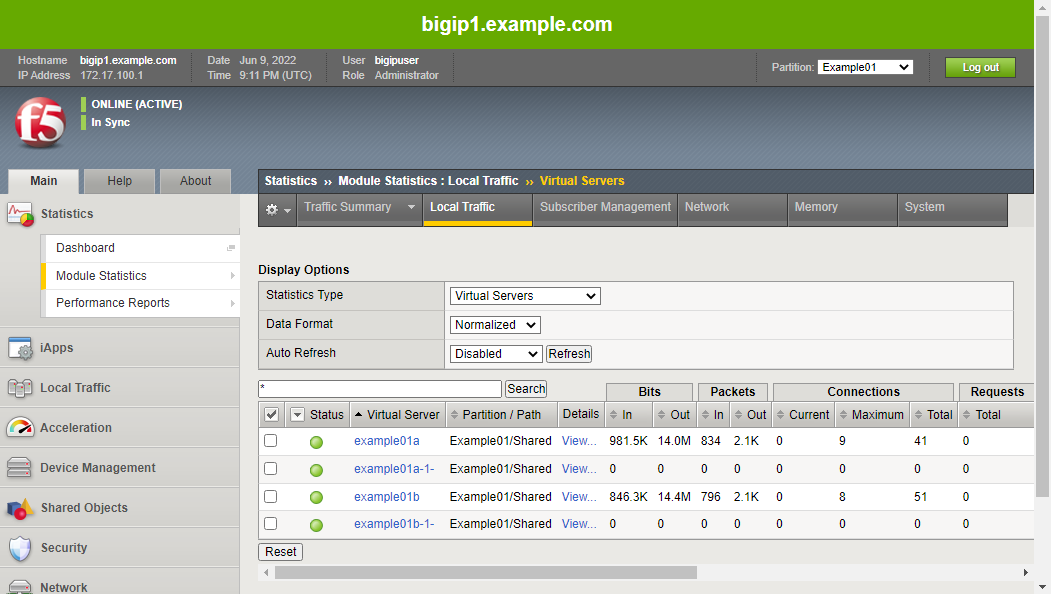 bigip1.example.com
Hostname bigip1.example.com Date Jun 9, 2022 User bigipuser
IP Address 172.17.100.1 Time 9:11 PM (UTC) Role Administrator
Partition: Example01 Log out
f5
ONLINE (ACTIVE)
In Sync
Main Help About
Statistics
Dashboard
Module Statistics
Performance Reports
iApps
Local Traffic
Acceleration
Device Management
Shared Objects
Security
Network
Statistics ›› Module Statistics : Local Traffic ›› Virtual Servers
Traffic Summary Local Traffic Subscriber Management Network Memory System
Display Options
Statistics Type Virtual Servers
Data Format Normalized
Auto Refresh Disabled Refresh
* Search Bits Packets Connections Requests
Status Virtual Server Partition / Path Details In Out In Out Current Maximum Total Total
example01a Example01/Shared View... 981.5K 14.0M 834 2.1K 0 9 41 0
example01a-1- Example01/Shared View... 0 0 0 0 0 0 0 0
example01b Example01/Shared View... 846.3K 14.4M 796 2.1K 0 8 51 0
example01b-1- Example01/Shared View... 0 0 0 0 0 0 0 0
Reset